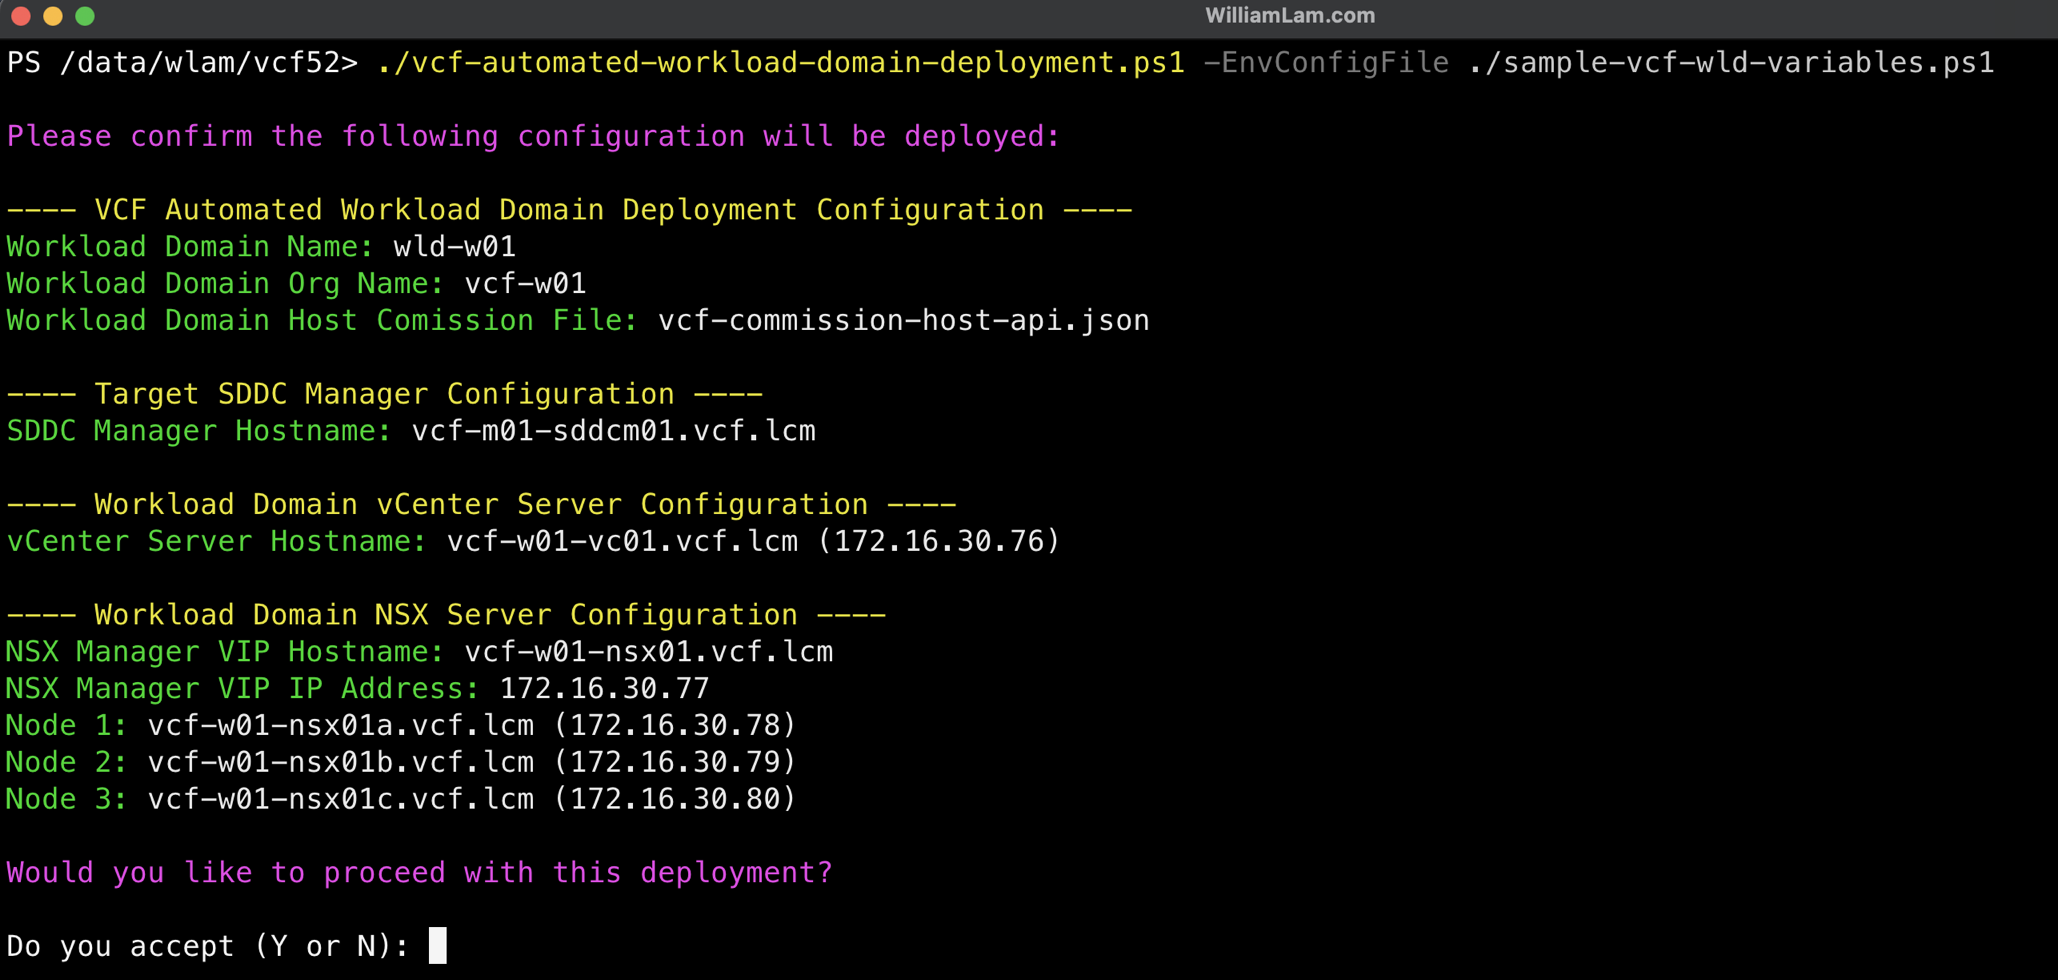 WilliamLam.com
PS /data/wlam/vcf52> ./vcf-automated-workload-domain-deployment.ps1 -EnvConfigFile ./sample-vcf-wld-variables.ps1
Please confirm the following configuration will be deployed:
---- VCF Automated Workload Domain Deployment Configuration ----
Workload Domain Name: wld-w01
Workload Domain Org Name: vcf-w01
Workload Domain Host Comission File: vcf-commission-host-api.json
---- Target SDDC Manager Configuration ----
SDDC Manager Hostname: vcf-m01-sddcm01.vcf.lcm
---- Workload Domain vCenter Server Configuration ----
vCenter Server Hostname: vcf-w01-vc01.vcf.lcm (172.16.30.76)
---- Workload Domain NSX Server Configuration ----
NSX Manager VIP Hostname: vcf-w01-nsx01.vcf.lcm
NSX Manager VIP IP Address: 172.16.30.77
Node 1: vcf-w01-nsx01a.vcf.lcm (172.16.30.78)
Node 2: vcf-w01-nsx01b.vcf.lcm (172.16.30.79)
Node 3: vcf-w01-nsx01c.vcf.lcm (172.16.30.80)
Would you like to proceed with this deployment?
Do you accept (Y or N):